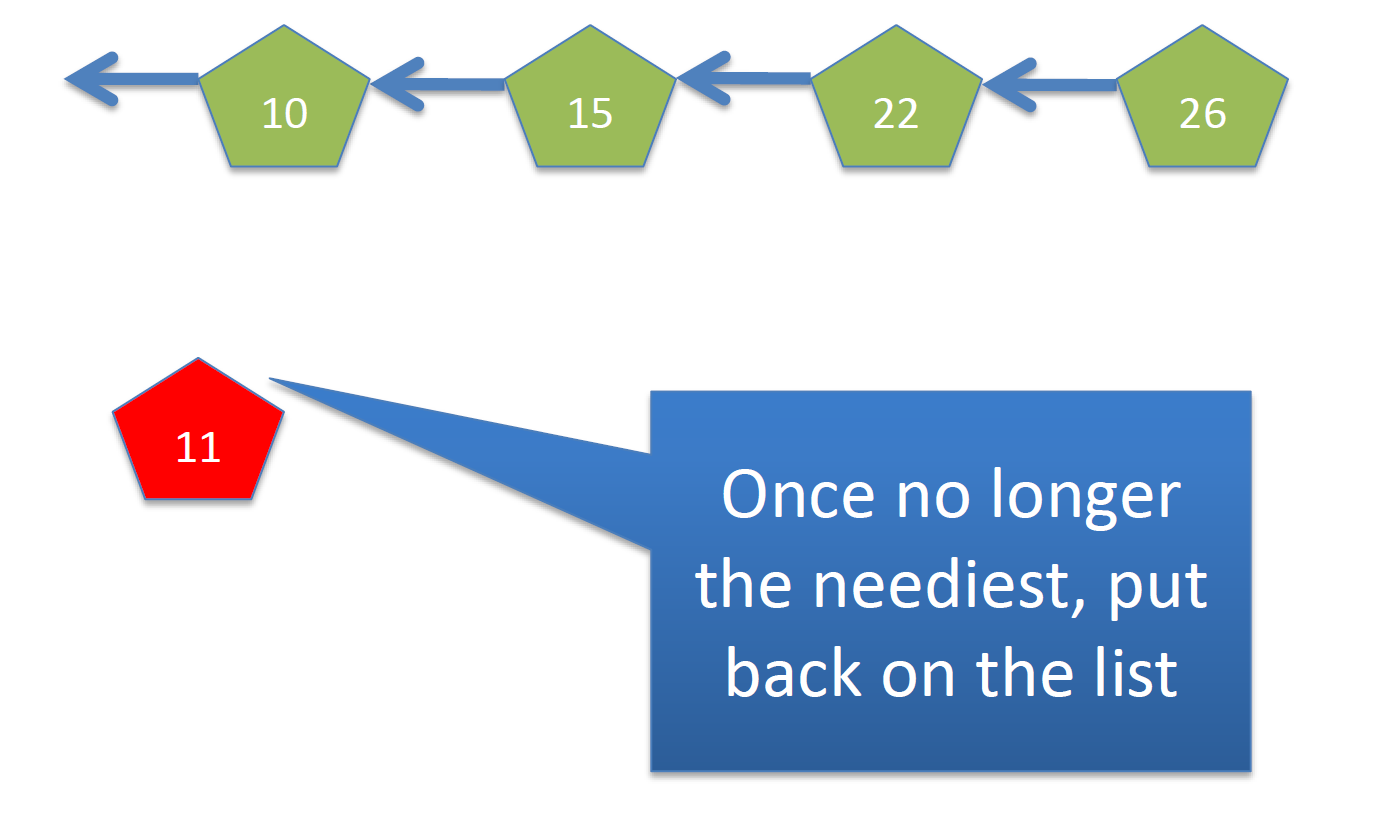 10 15 22 26
11
Once no longer
the neediest, put
back on the list